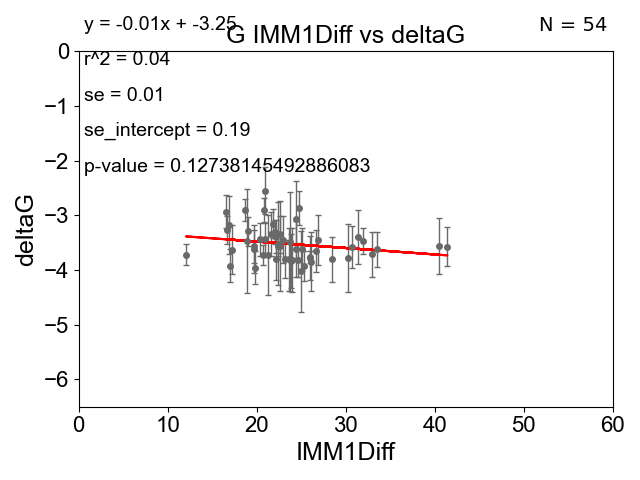 y = -0.01x + -3.25
N = 54
G IMM1Diff vs deltaG
r^2 = 0.04
se = 0.01
se_intercept = 0.19
p-value = 0.12738145492886083
0
−1
−2
−3
−4
−5
−6
deltaG
0 10 20 30 40 50 60
IMM1Diff